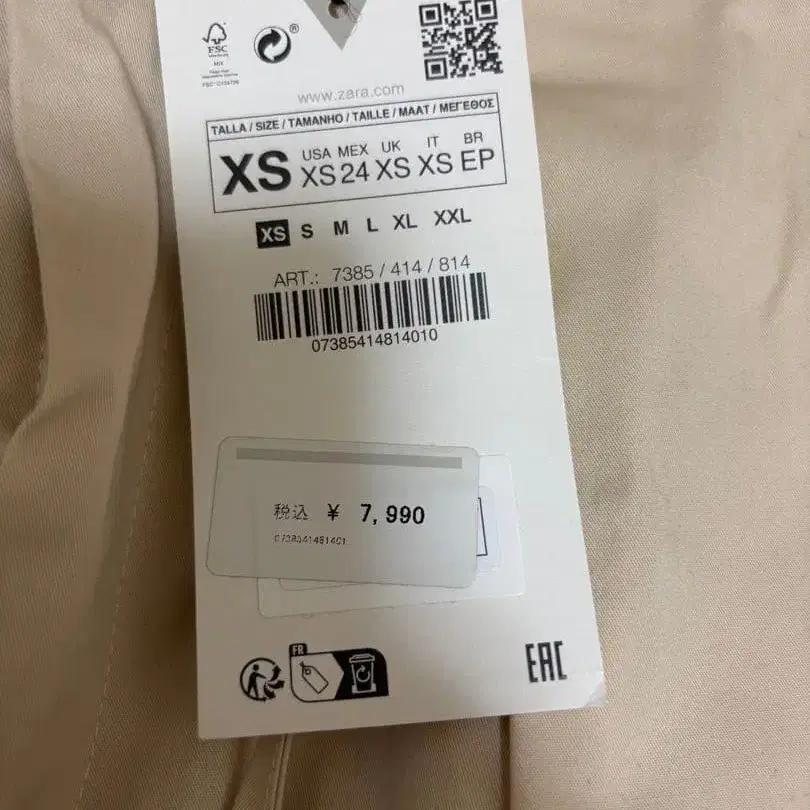 FSC
MIX
®
www.zara.com
TALLA / SIZE / TAMANHO / TAILLE / MAAT / ΜΕΓΕΘΟΣ
XS USA XS MEX 24 UK XS IT XS BR EP
XS S M L XL XXL
ART.: 7385 / 414 / 814
07385414814010
税込 ¥ 7,990
FR
EAC